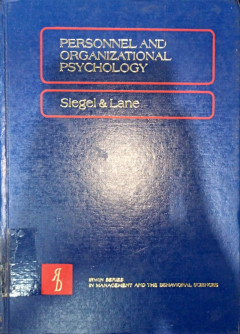 PERSONNEL AND
ORGANIZATIONAL
PSYCHOLOGY
Siegel & Lane
IRWIN SERIES
IN MANAGEMENT AND THE BEHAVIORAL SCIENCES